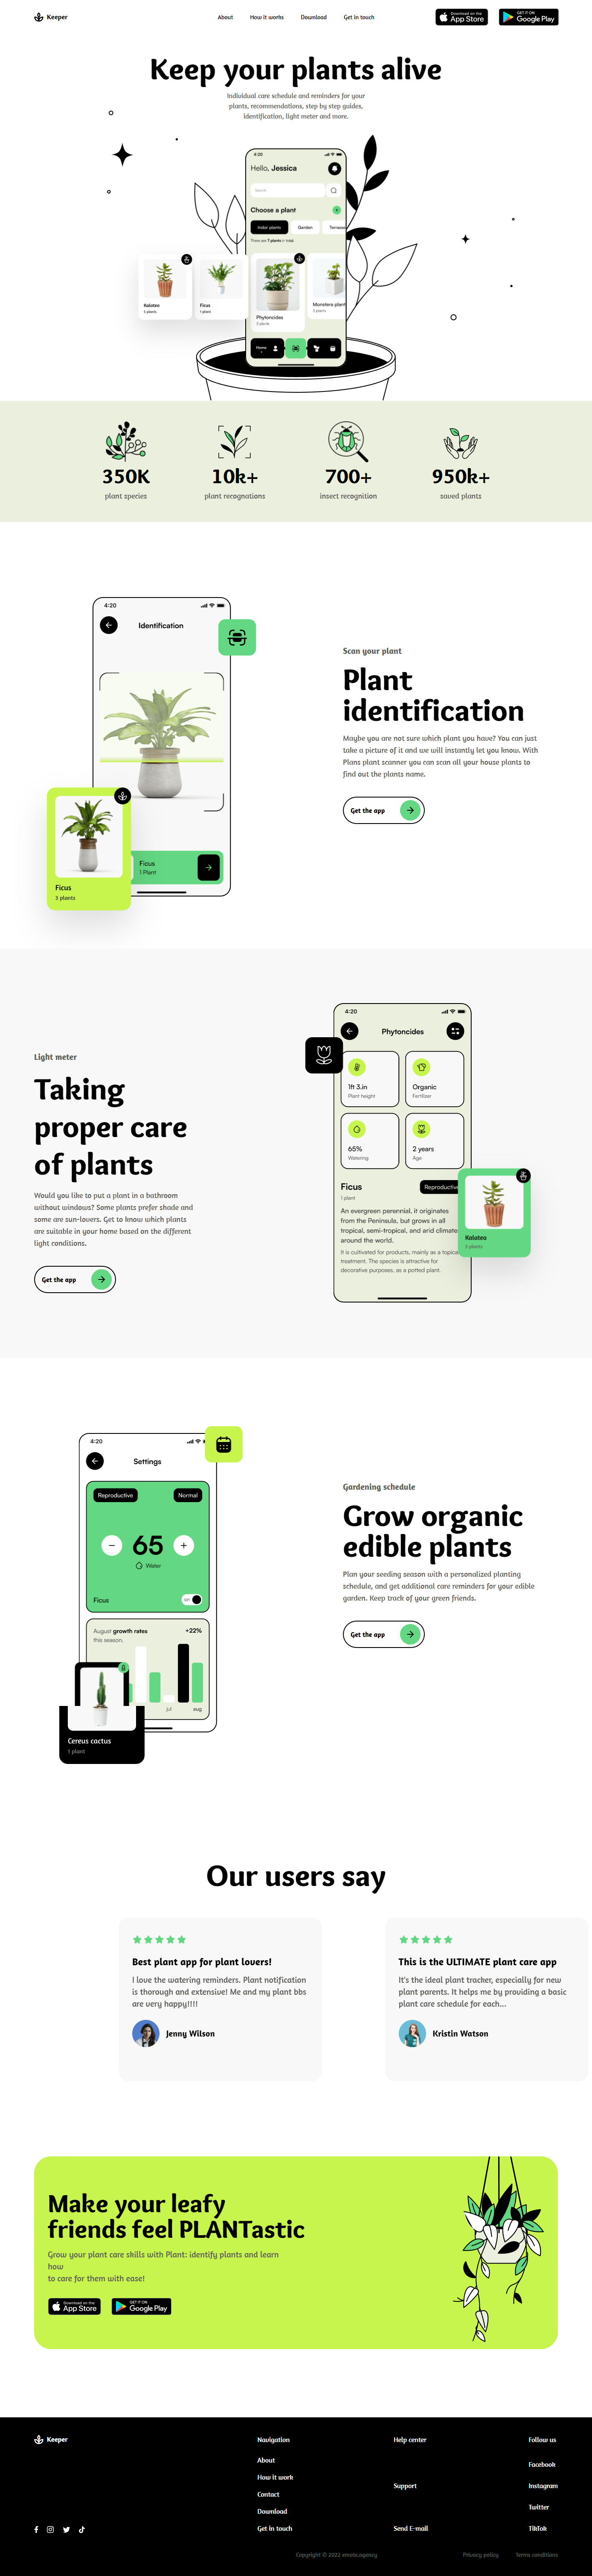 Keeper
About
How it works
Download
Get in touch
Download on the
App Store
GET IT ON
Google Play
Keep your plants alive
Individual care schedule and reminders for your
plants, recommendations, step by step guides,
identification, light meter and more.
4:20
Hello, Jessica
Search
Choose a plant
Indor plants
Garden
Terrasse
There are 7 plants in total
Kalatea
5 plants
Ficus
1 plant
Phytoncides
Monstera plant
Home
350K
plant species
10k+
plant recognations
700+
insect recognition
950k+
saved plants
4:20
Identification
Ficus
1 Plant
Ficus
3 plants
Scan your plant
Plant
identification
Maybe you are not sure which plant you have? You can just
take a picture of it and we will instantly let you know. With
Plans plant scanner you can scan all your house plants to
find out the plants name.
Get the app
Light meter
Taking
proper care
of plants
Would you like to put a plant in a bathroom
without windows? Some plants prefer shade and
some are sun-lovers. Get to know which plants
are suitable in your home based on the different
light conditions.
Get the app
4:20
Phytoncides
1ft 3.in
Plant height
Organic
Fertilizer
65%
Watering
2 years
Age
Ficus
Reproductive
1 plant
An evergreen perennial, it originates
from the Peninsula, but grows in all
tropical, semi-tropical, and arid climates
around the world.
It is cultivated for products, mainly as a topical
treatment. The species is attractive for
decorative purposes, as a potted plant.
Kalatea
5 plants
4:20
Settings
Reproductive
Normal
65
Water
Ficus
August growth rates
this season.
+22%
jul
aug
Cereus cactus
1 plant
Gardening schedule
Grow organic
edible plants
Plan your seeding season with a personalized planting
schedule, and get additional care reminders for your edible
garden. Keep track of your green friends.
Get the app
Our users say
Best plant app for plant lovers!
I love the watering reminders. Plant notification
is thorough and extensive! Me and my plant bbs
are very happy!!!!
Jenny Wilson
This is the ULTIMATE plant care app
It's the ideal plant tracker, especially for new
plant parents. It helps me by providing a basic
plant care schedule for each...
Kristin Watson
Make your leafy
friends feel PLANTastic
Grow your plant care skills with Plant: identify plants and learn
how
to care for them with ease!
Download on the
App Store
GET IT ON
Google Play
Keeper
Navigation
About
How it work
Contact
Download
Get in touch
Help center
Support
Send E-mail
Follow us
Facebook
Instagram
Twitter
TikTok
Copyright © 2022 emote.agency
Privacy policy
Terms conditions